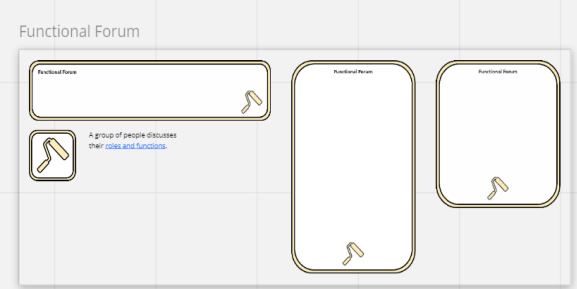 Functional Forum
Functional Forum
Functional Forum
Functional Forum
A group of people discusses
their roles and functions.